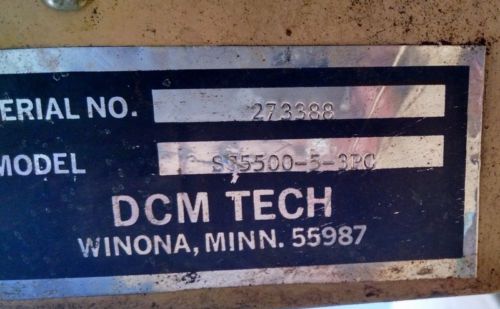 ERIAL NO. 273388
MODEL
DCM TECH
WINONA, MINN. 55987